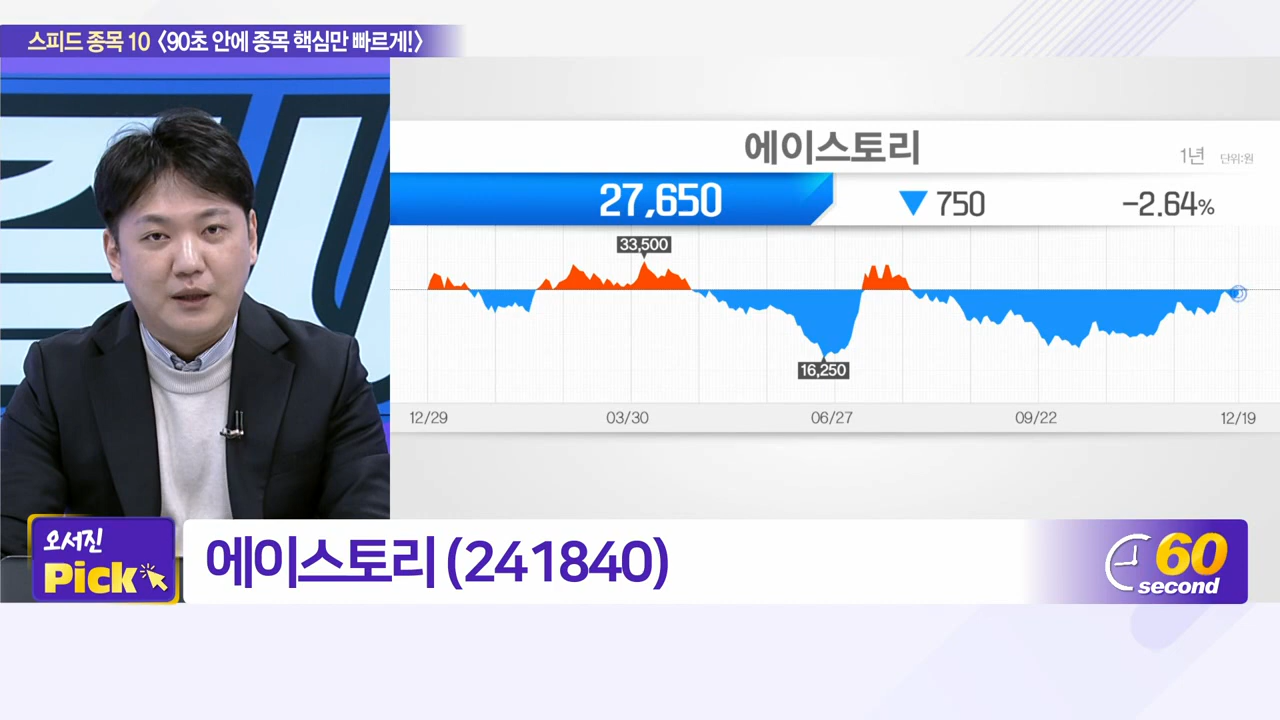 스피드 종목 10 〈90초 안에 종목 핵심만 빠르게!〉
에이스토리
1년 단위:원
27,650 ▼ 750 -2.64%
33,500
16,250
12/29 03/30 06/27 09/22 12/19
오서진
Pick
에이스토리 (241840)
60
second